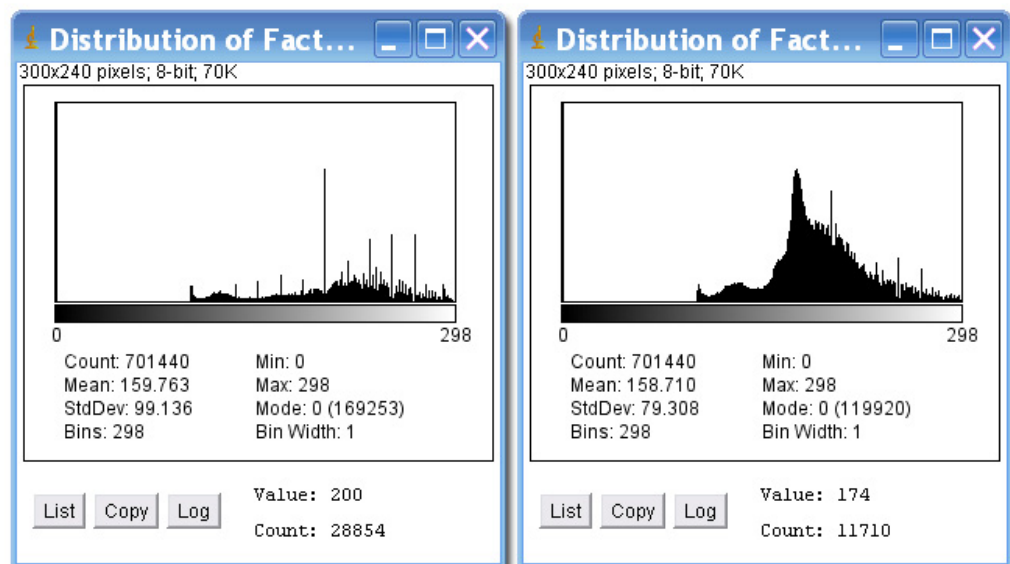 Distribution of Fact...
300x240 pixels; 8-bit; 70K
0 298
Count: 701440 Min: 0
Mean: 159.763 Max: 298
StdDev: 99.136 Mode: 0 (169253)
Bins: 298 Bin Width: 1
List Copy Log
Value: 200
Count: 28854
Distribution of Fact...
300x240 pixels; 8-bit; 70K
0 298
Count: 701440 Min: 0
Mean: 158.710 Max: 298
StdDev: 79.308 Mode: 0 (119920)
Bins: 298 Bin Width: 1
List Copy Log
Value: 174
Count: 11710